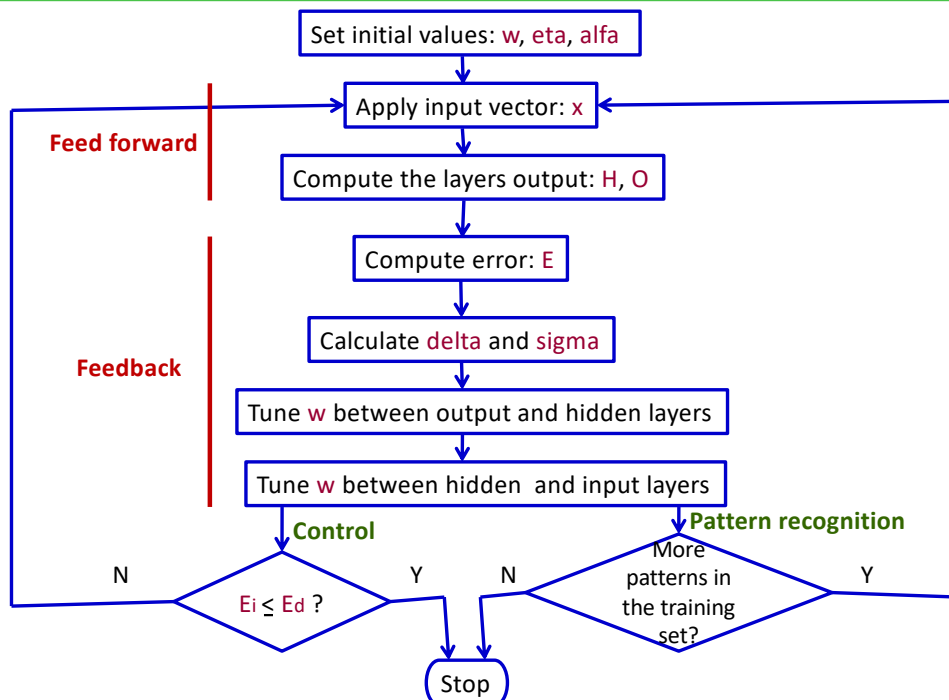 Set initial values: w, eta, alfa
Apply input vector: x
Feed forward
Compute the layers output: H, O
Compute error: E
Calculate delta and sigma
Feedback
Tune w between output and hidden layers
Tune w between hidden and input layers
Control
Pattern recognition
N
Ei ≤ Ed ?
Y
N
More
patterns in
the training
set?
Y
Stop